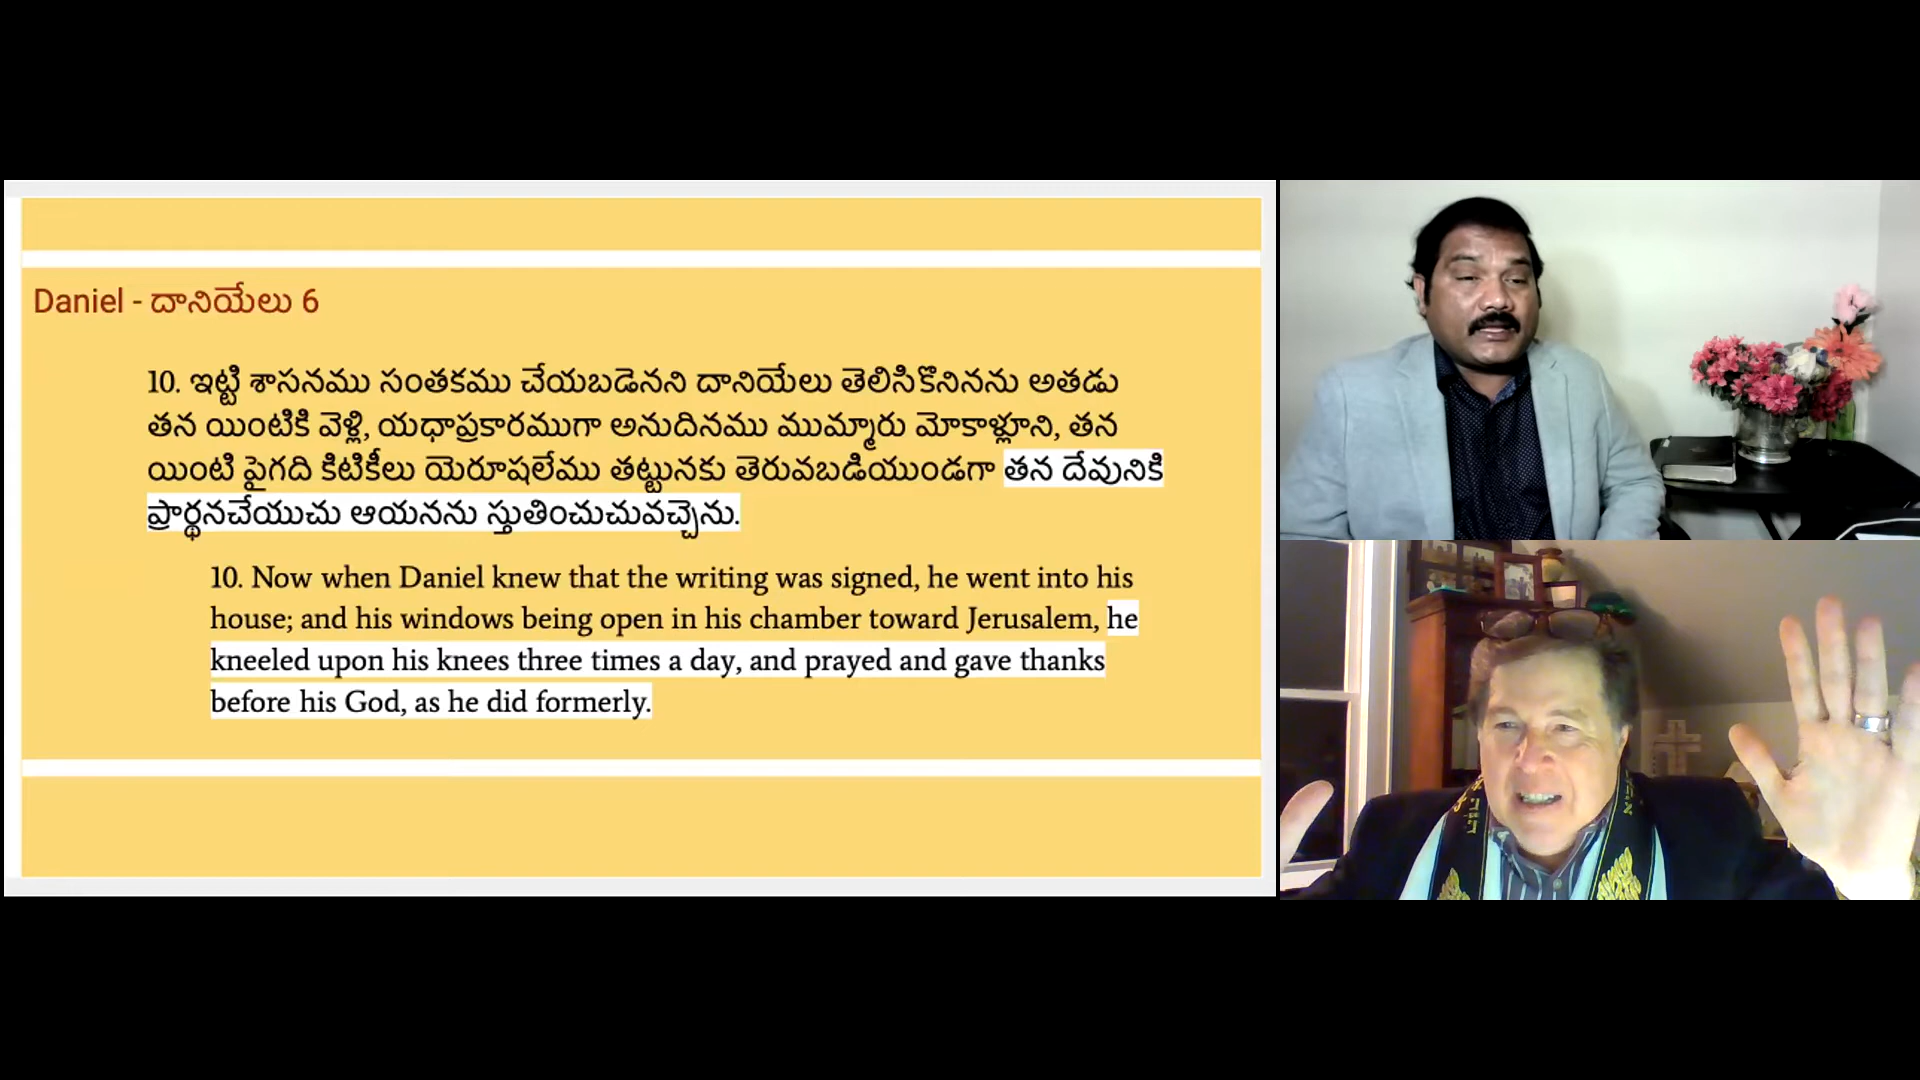 Daniel - దానియేలు 6
10. ఇట్టి శాసనము సంతకము చేయబడెనని దానియేలు తెలిసికొనినను అతడు
తన యింటికి వెళ్లి, యధాప్రకారముగా అనుదినము ముమ్మారు మోకాళ్లూని, తన
యింటి పైగది కిటికీలు యెరూషలేము తట్టునకు తెరువబడియుండగా తన దేవునికి
ప్రార్థనచేయుచు ఆయనను స్తుతించుచువచ్చెను.
10. Now when Daniel knew that the writing was signed, he went into his
house; and his windows being open in his chamber toward Jerusalem, he
kneeled upon his knees three times a day, and prayed and gave thanks
before his God, as he did formerly.